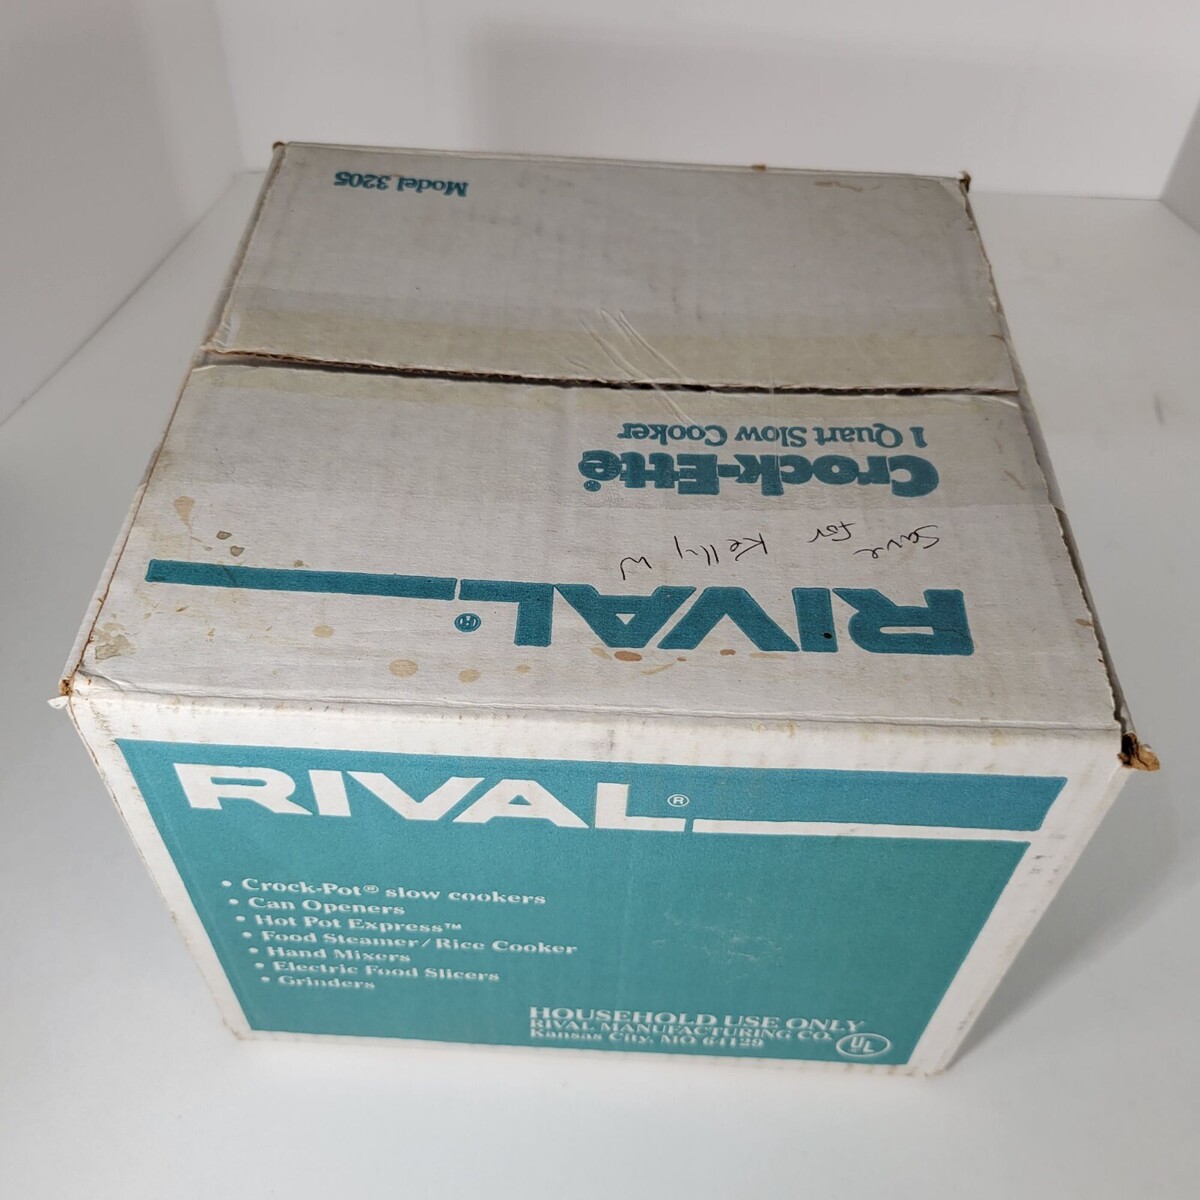 Model 3205
Crock-Ette®
1 Quart Slow Cooker
Save for Kelly W
RIVAL®
RIVAL®
• Crock-Pot® slow cookers
• Can Openers
• Hot Pot Express™
• Food Steamer/Rice Cooker
• Hand Mixers
• Electric Food Slicers
• Grinders
HOUSEHOLD USE ONLY
RIVAL MANUFACTURING CO.
Kansas City, MO 64129
UL